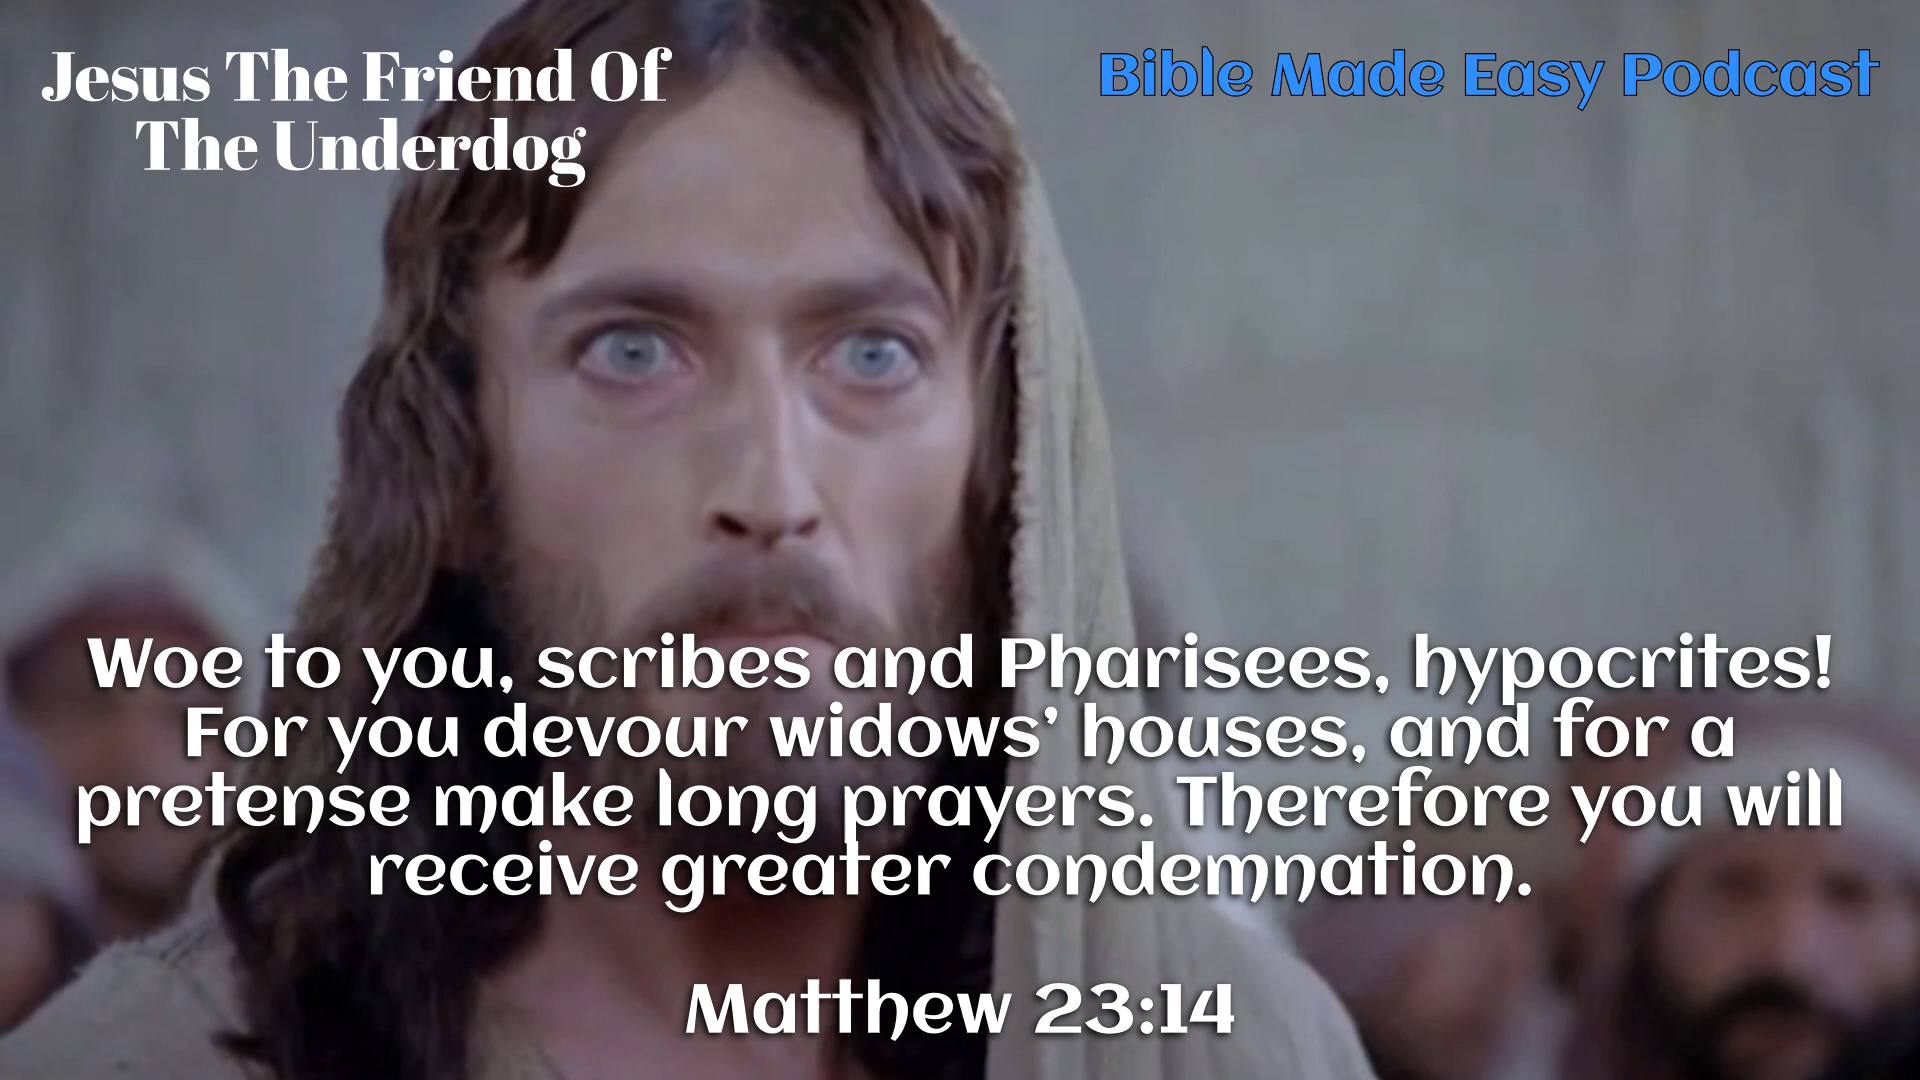 Jesus The Friend Of
The Underdog
Bible Made Easy Podcast
Woe to you, scribes and Pharisees, hypocrites!
For you devour widows’ houses, and for a
pretense make long prayers. Therefore you will
receive greater condemnation.
Matthew 23:14